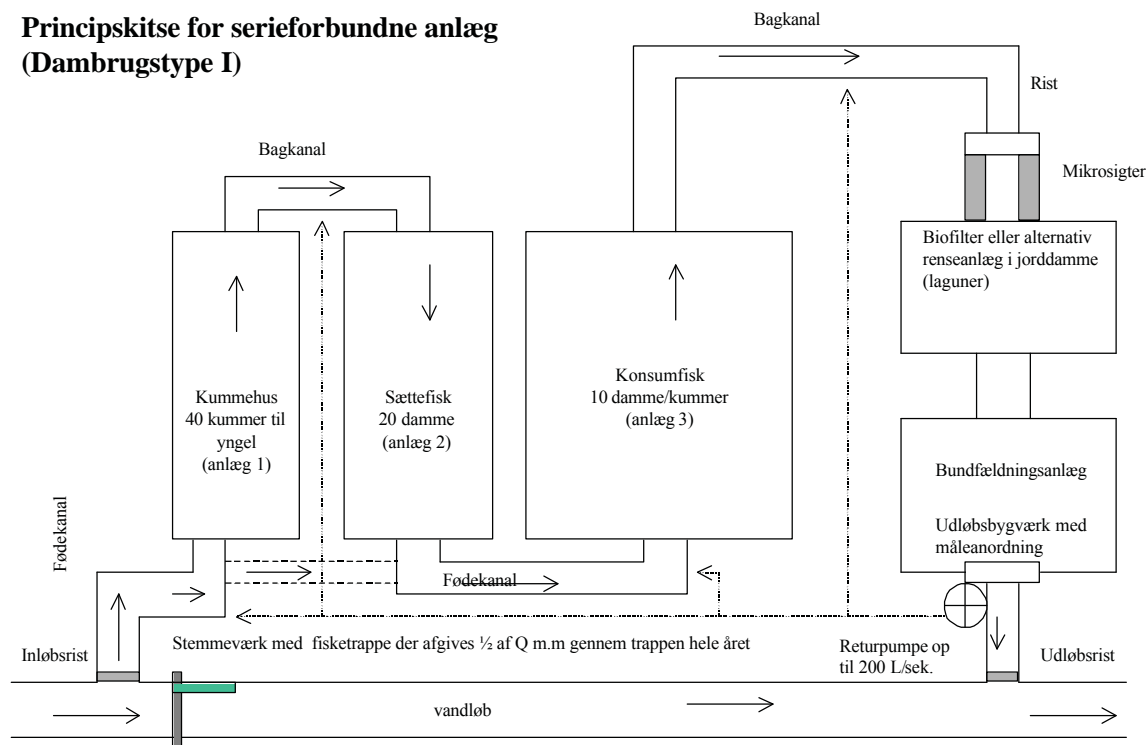 Principskitse for serieforbundne anlæg
(Dambrugstype I)
Bagkanal
Rist
Bagkanal
Mikrosigter
Biofilter eller alternativ
renseanlæg i jorddamme
(laguner)
Kummehus
40 kummer til
yngel
(anlæg 1)
Sættefisk
20 damme
(anlæg 2)
Konsumfisk
10 damme/kummer
(anlæg 3)
Bundfældningsanlæg
Udløbsbygværk med
måleanordning
Fødekanal
Fødekanal
Stemmeværk med fisketrappe der afgives ½ af Q m.m gennem trappen hele året
Returpumpe op
til 200 L/sek.
Inløbsrist
Udløbsrist
vandløb